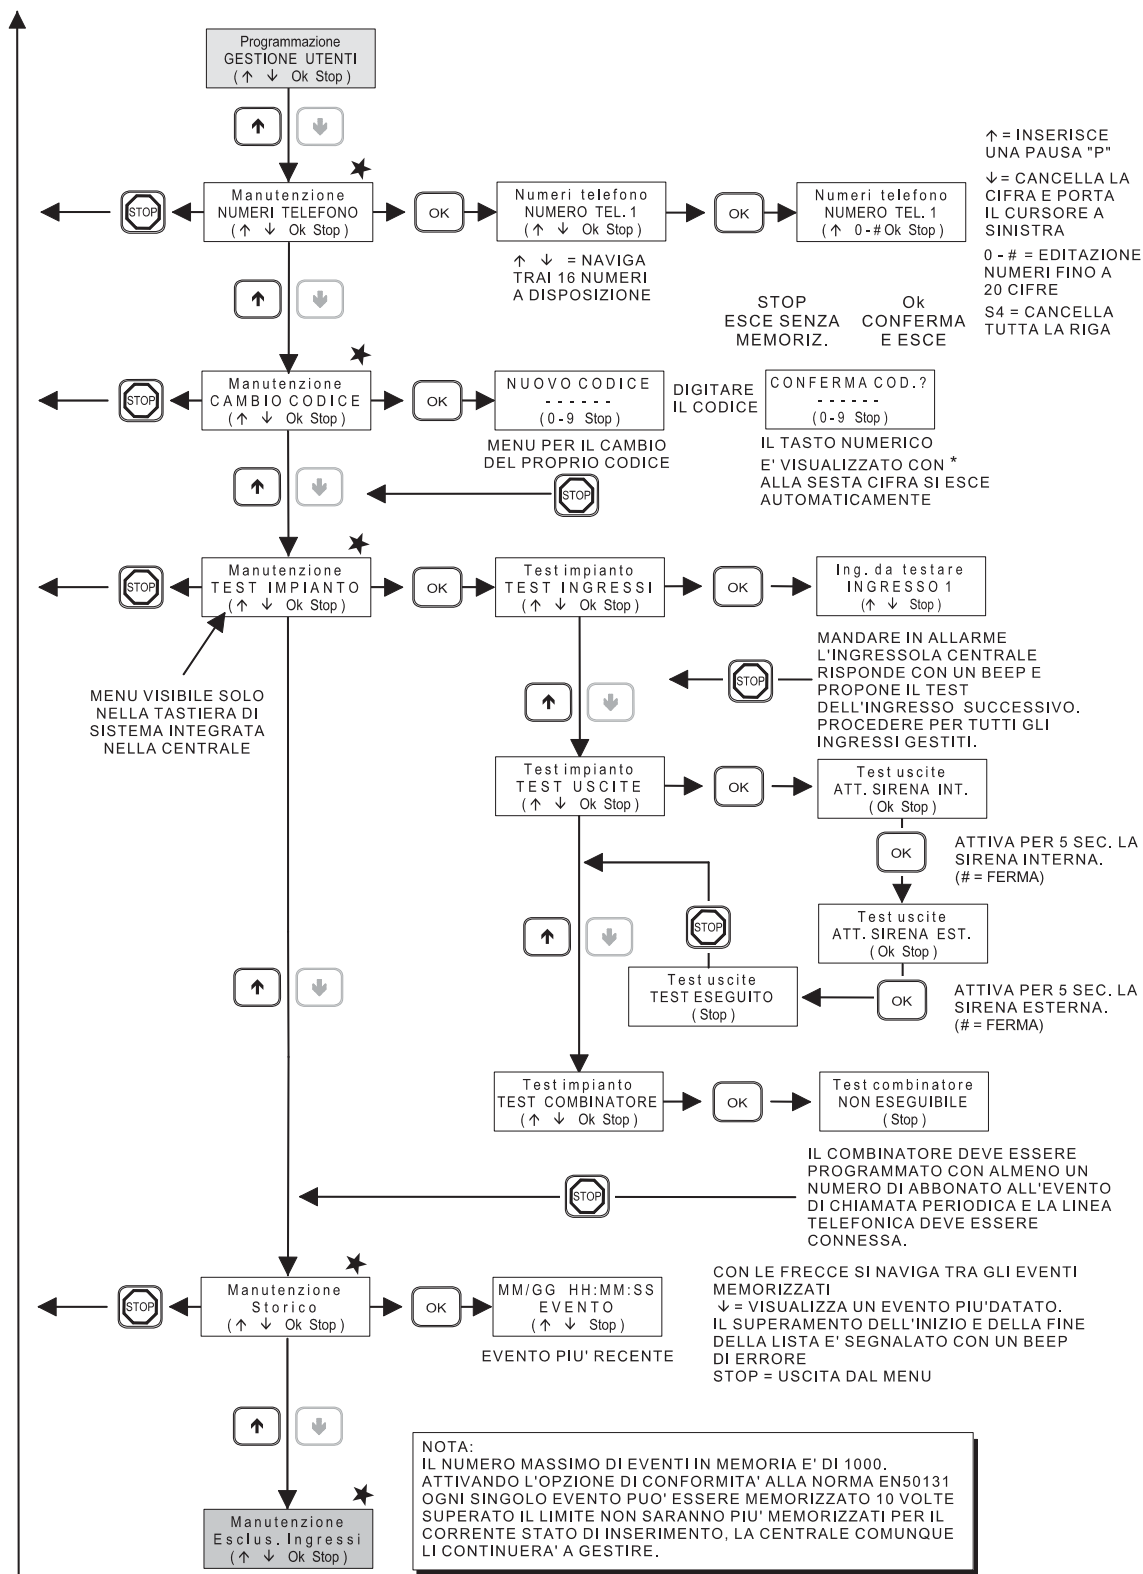 Programmazione
GESTIONE UTENTI
(↑ ↓ Ok Stop)
STOP
Manutenzione
NUMERI TELEFONO
(↑ ↓ Ok Stop)
OK
Numeri telefono
NUMERO TEL. 1
(↑ ↓ Ok Stop)
OK
Numeri telefono
NUMERO TEL. 1
(↑ 0-# Ok Stop)
↑ = INSERISCE
UNA PAUSA "P"
↓ = CANCELLA LA
CIFRA E PORTA
IL CURSORE A
SINISTRA
0 - # = EDITAZIONE
NUMERI FINO A
20 CIFRE
S4 = CANCELLA
TUTTA LA RIGA
↑ ↓ = NAVIGA
TRAI 16 NUMERI
A DISPOSIZIONE
STOP
ESCE SENZA
MEMORIZ.
Ok
CONFERMA
E ESCE
STOP
Manutenzione
CAMBIO CODICE
(↑ ↓ Ok Stop)
OK
NUOVO CODICE
- - - - - -
(0-9 Stop)
DIGITARE
IL CODICE
CONFERMA COD.?
- - - - - -
(0-9 Stop)
MENU PER IL CAMBIO
DEL PROPRIO CODICE
IL TASTO NUMERICO
E' VISUALIZZATO CON *
ALLA SESTA CIFRA SI ESCE
AUTOMATICAMENTE
STOP
STOP
Manutenzione
TEST IMPIANTO
(↑ ↓ Ok Stop)
OK
Test impianto
TEST INGRESSI
(↑ ↓ Ok Stop)
OK
Ing. da testare
INGRESSO 1
(↑ ↓ Stop)
MENU VISIBILE SOLO
NELLA TASTIERA DI
SISTEMA INTEGRATA
NELLA CENTRALE
STOP
MANDARE IN ALLARME
L'INGRESSOLA CENTRALE
RISPONDE CON UN BEEP E
PROPONE IL TEST
DELL'INGRESSO SUCCESSIVO.
PROCEDERE PER TUTTI GLI
INGRESSI GESTITI.
Test impianto
TEST USCITE
(↑ ↓ Ok Stop)
OK
Test uscite
ATT. SIRENA INT.
(Ok Stop)
OK
ATTIVA PER 5 SEC. LA
SIRENA INTERNA.
(# = FERMA)
STOP
Test uscite
ATT. SIRENA EST.
(Ok Stop)
Test uscite
TEST ESEGUITO
(Stop)
OK
ATTIVA PER 5 SEC. LA
SIRENA ESTERNA.
(# = FERMA)
Test impianto
TEST COMBINATORE
(↑ ↓ Ok Stop)
OK
Test combinatore
NON ESEGUIBILE
(Stop)
STOP
IL COMBINATORE DEVE ESSERE
PROGRAMMATO CON ALMENO UN
NUMERO DI ABBONATO ALL'EVENTO
DI CHIAMATA PERIODICA E LA LINEA
TELEFONICA DEVE ESSERE
CONNESSA.
STOP
Manutenzione
Storico
(↑ ↓ Ok Stop)
OK
MM/GG HH:MM:SS
EVENTO
(↑ ↓ Stop)
EVENTO PIU' RECENTE
CON LE FRECCE SI NAVIGA TRA GLI EVENTI
MEMORIZZATI
↓ = VISUALIZZA UN EVENTO PIU'DATATO.
IL SUPERAMENTO DELL'INIZIO E DELLA FINE
DELLA LISTA E' SEGNALATO CON UN BEEP
DI ERRORE
STOP = USCITA DAL MENU
NOTA:
IL NUMERO MASSIMO DI EVENTI IN MEMORIA E' DI 1000.
ATTIVANDO L'OPZIONE DI CONFORMITA' ALLA NORMA EN50131
OGNI SINGOLO EVENTO PUO' ESSERE MEMORIZZATO 10 VOLTE
SUPERATO IL LIMITE NON SARANNO PIU' MEMORIZZATI PER IL
CORRENTE STATO DI INSERIMENTO, LA CENTRALE COMUNQUE
LI CONTINUERA' A GESTIRE.
Manutenzione
Esclus. Ingressi
(↑ ↓ Ok Stop)